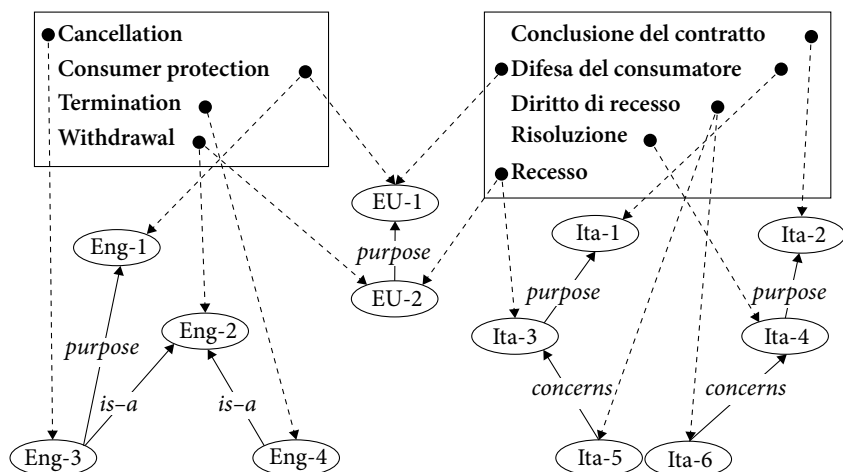 Cancellation
Consumer protection
Termination
Withdrawal
Conclusione del contratto
Difesa del consumatore
Diritto di recesso
Risoluzione
Recesso
EU-1
Eng-1
Ita-1
Ita-2
purpose
EU-2
purpose
purpose
Eng-2
Ita-3
Ita-4
purpose
is–a
is–a
concerns
concerns
Eng-3
Eng-4
Ita-5
Ita-6